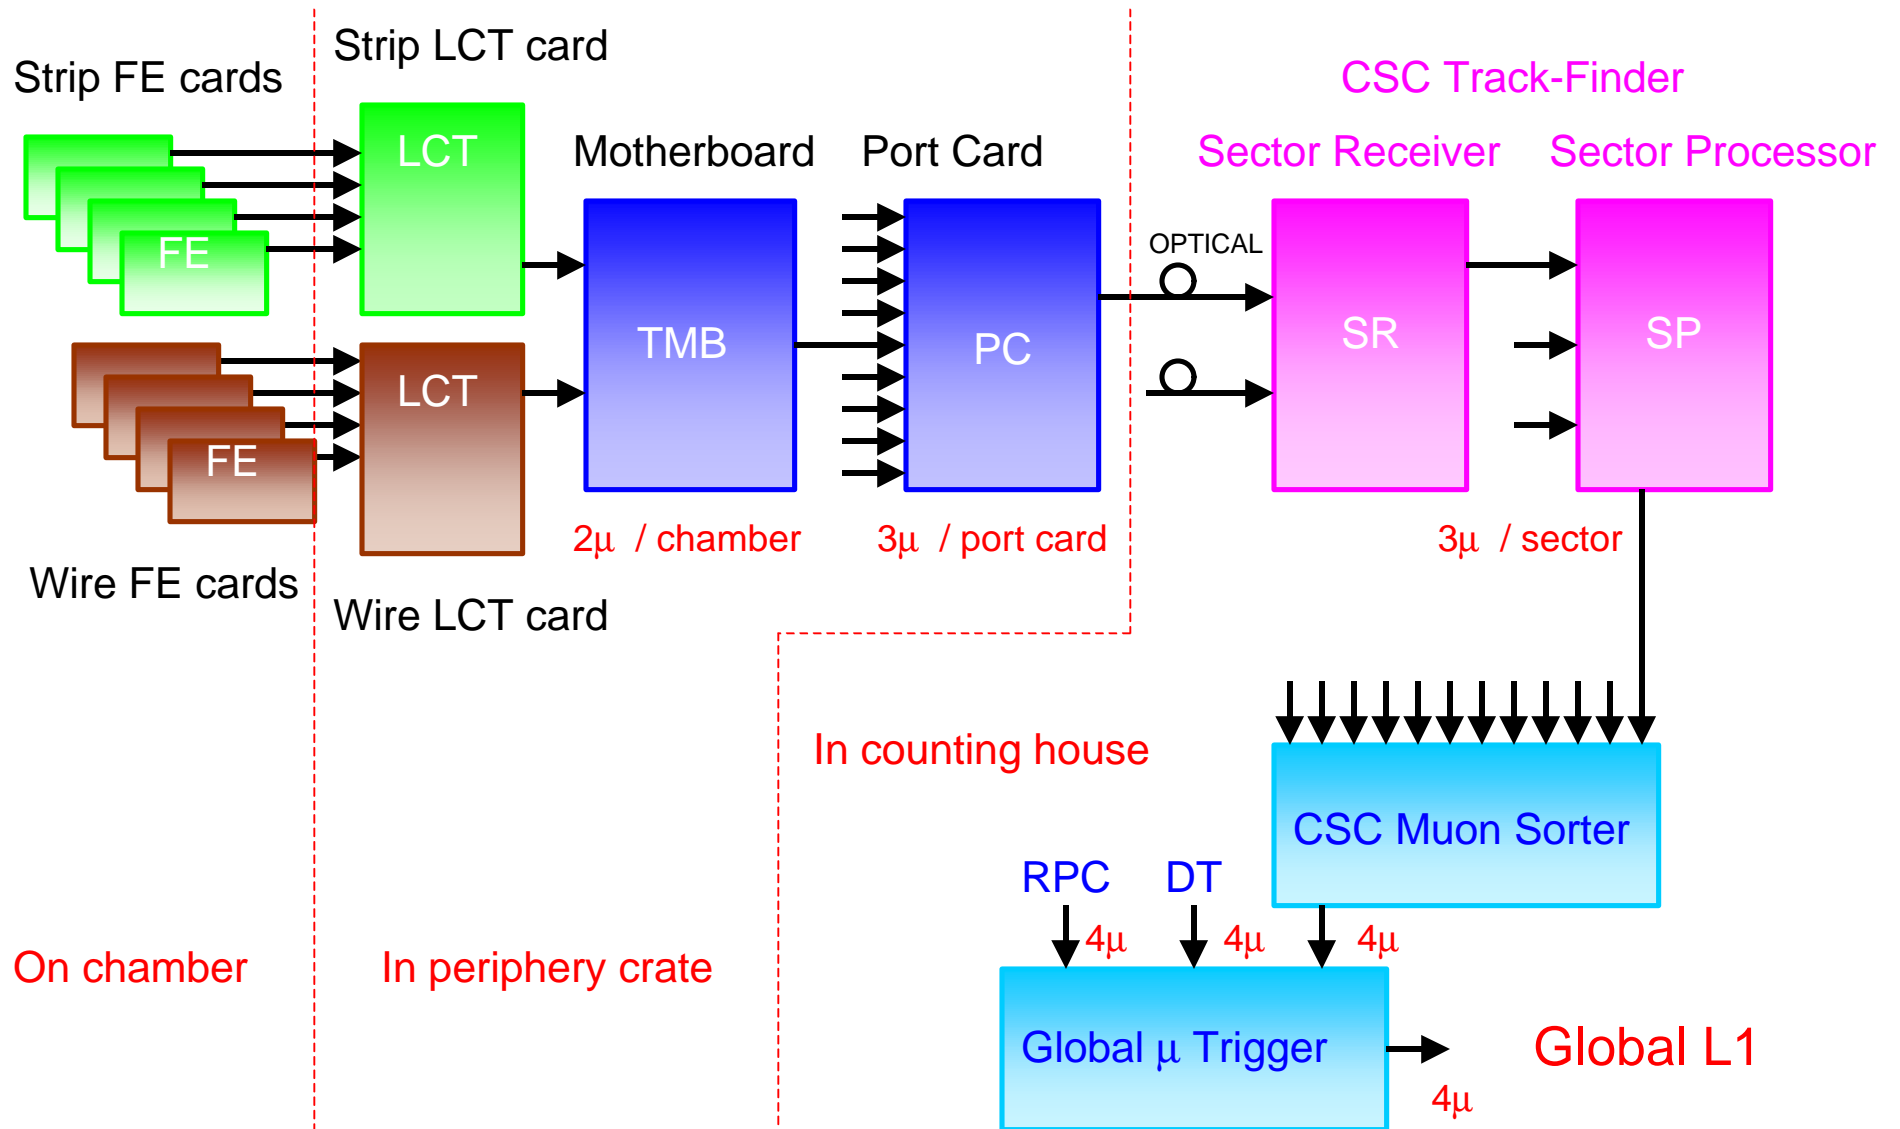 Strip LCT card
Strip FE cards
CSC Track-Finder
LCT
Motherboard
Port Card
Sector Receiver
Sector Processor
FE
OPTICAL
TMB
PC
SR
SP
LCT
FE
2μ / chamber
3μ / port card
3μ / sector
Wire FE cards
Wire LCT card
In counting house
CSC Muon Sorter
RPC
DT
4μ
4μ
4μ
On chamber
In periphery crate
Global μ Trigger
Global L1
4μ